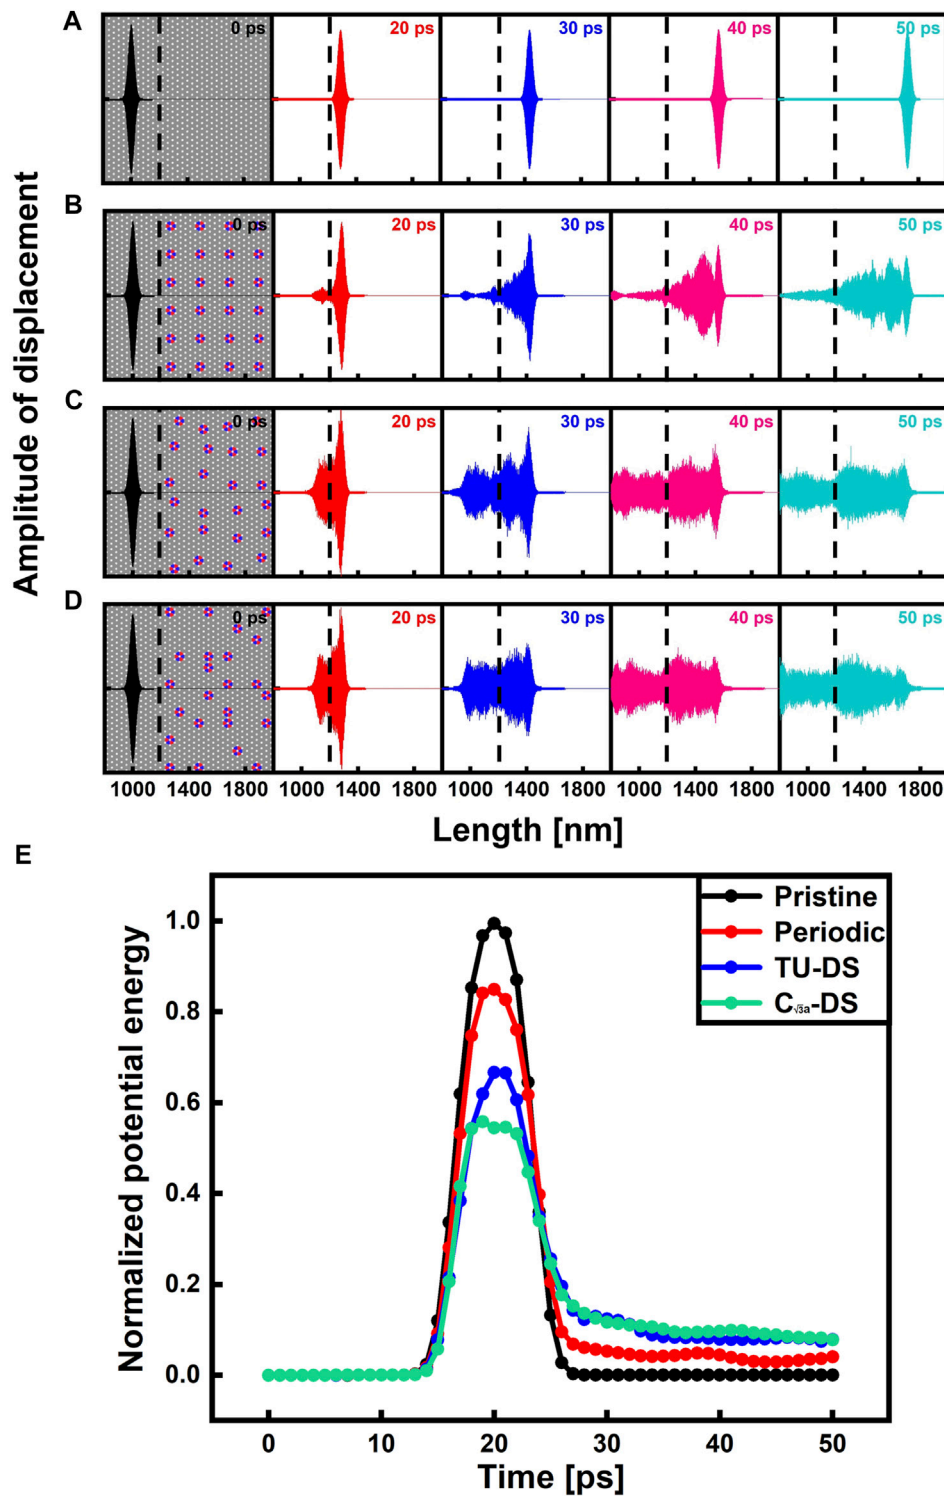 A
0 ps 20 ps 30 ps 40 ps 50 ps
B
0 ps 20 ps 30 ps 40 ps 50 ps
C
0 ps 20 ps 30 ps 40 ps 50 ps
D
0 ps 20 ps 30 ps 40 ps 50 ps
Amplitude of displacement
1000 1400 1800 1000 1400 1800 1000 1400 1800 1000 1400 1800 1000 1400 1800
Length [nm]
E
Pristine
Periodic
TU-DS
C√3a-DS
Normalized potential energy
1.0
0.8
0.6
0.4
0.2
0.0
0 10 20 30 40 50
Time [ps]